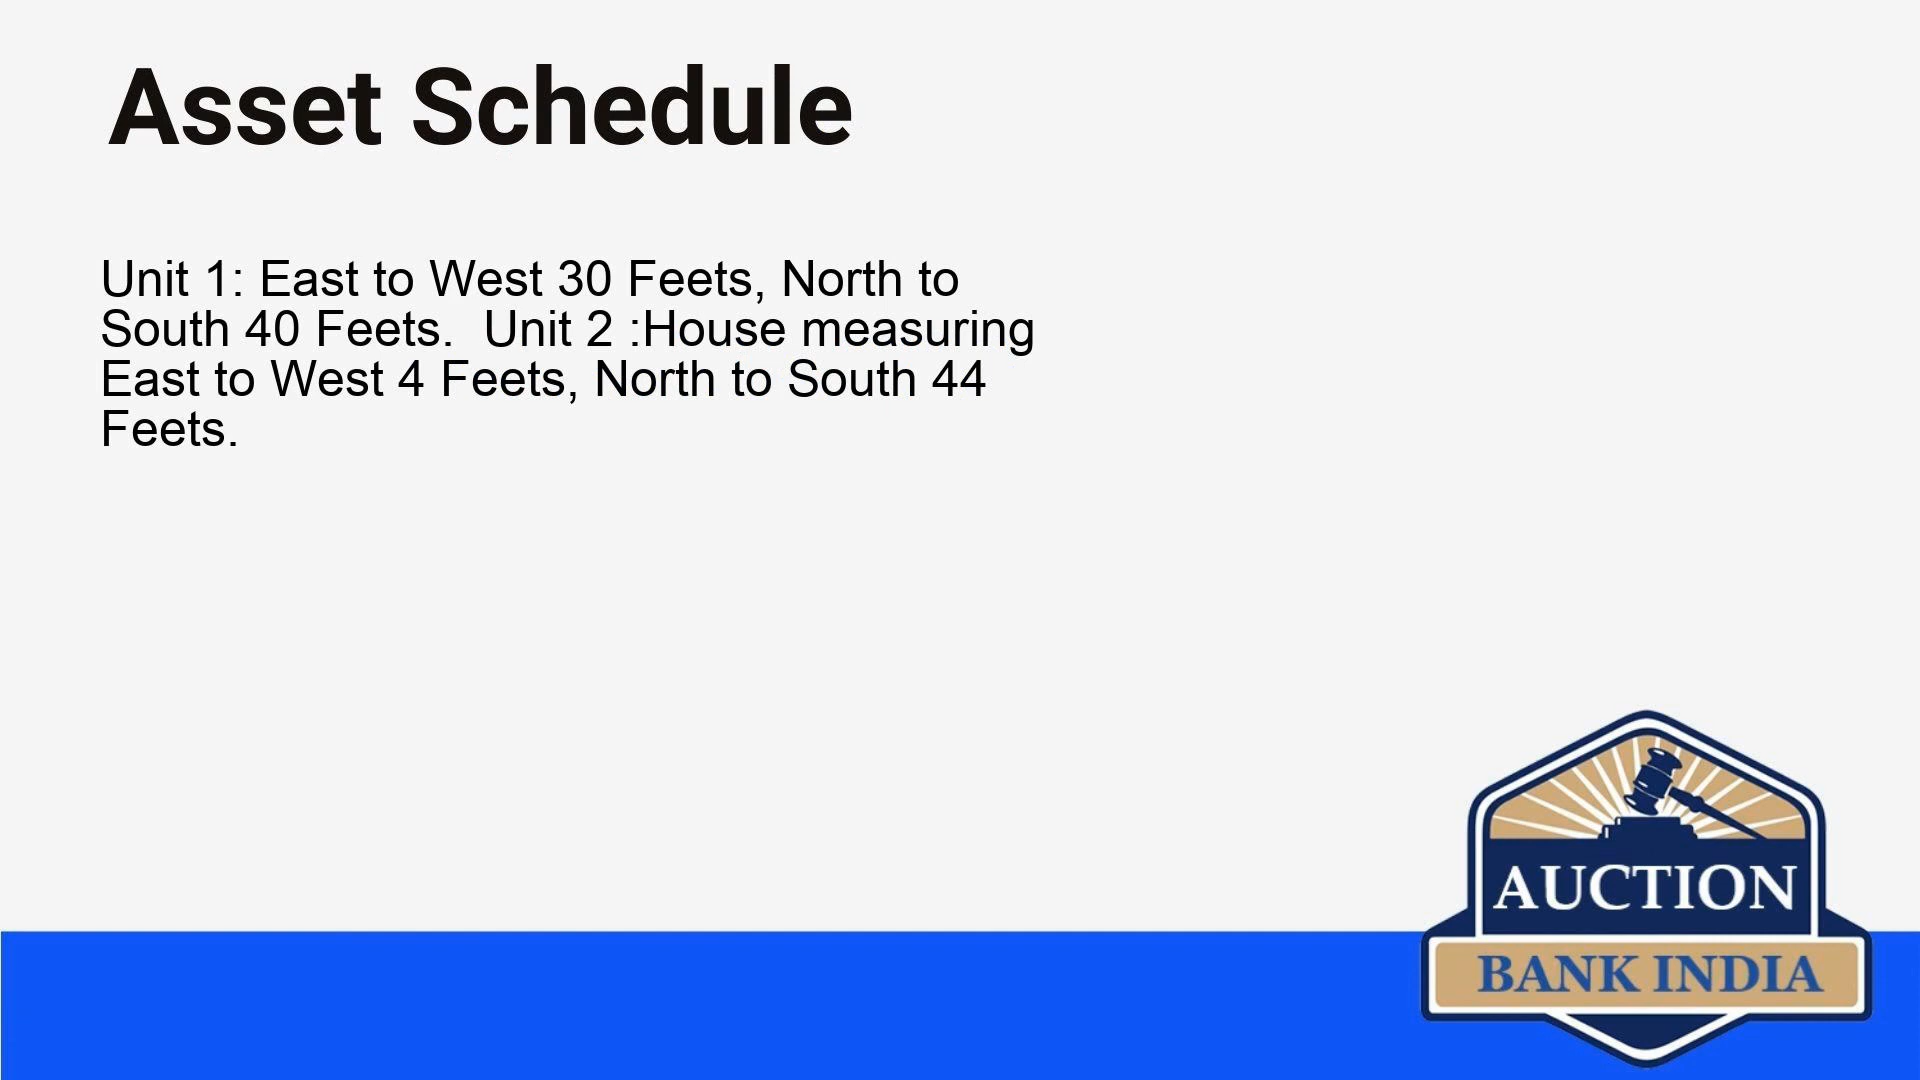 Asset Schedule
Unit 1: East to West 30 Feets, North to
South 40 Feets.  Unit 2 :House measuring
East to West 4 Feets, North to South 44
Feets.
AUCTION
BANK INDIA